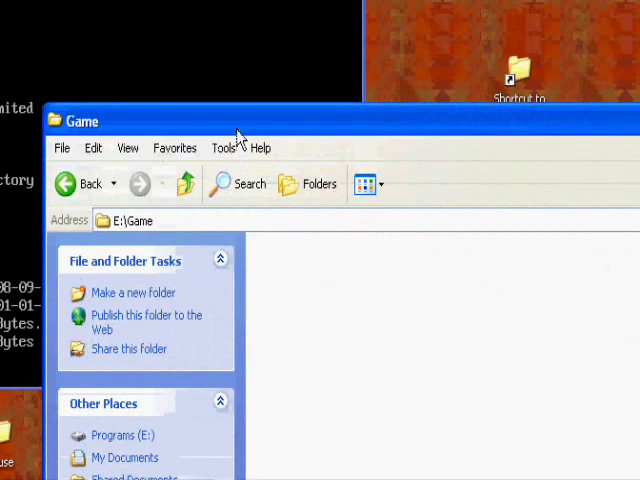 mited
Shortcut to
Game
File Edit View Favorites Tools Help
ctory
Back Search Folders
Address E:\Game
File and Folder Tasks
08-09-
Make a new folder
01-01-
Publish this folder to the
Bytes.
Web
Bytes
Share this folder
Other Places
Programs (E:)
My Documents
use
Shared Documents